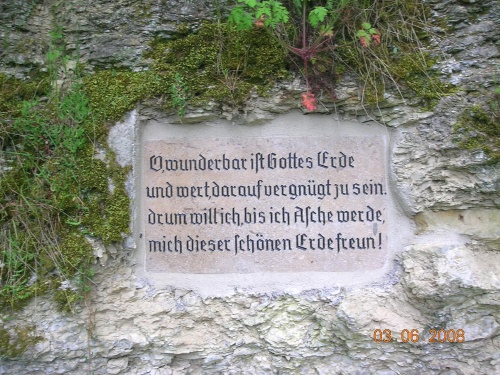 O, wunderbar ist Gottes Erde
und wert, darauf vergnügt zu sein.
drum will ich, bis ich Asche werde,
mich dieser schönen Erde freun!
03.06.2008